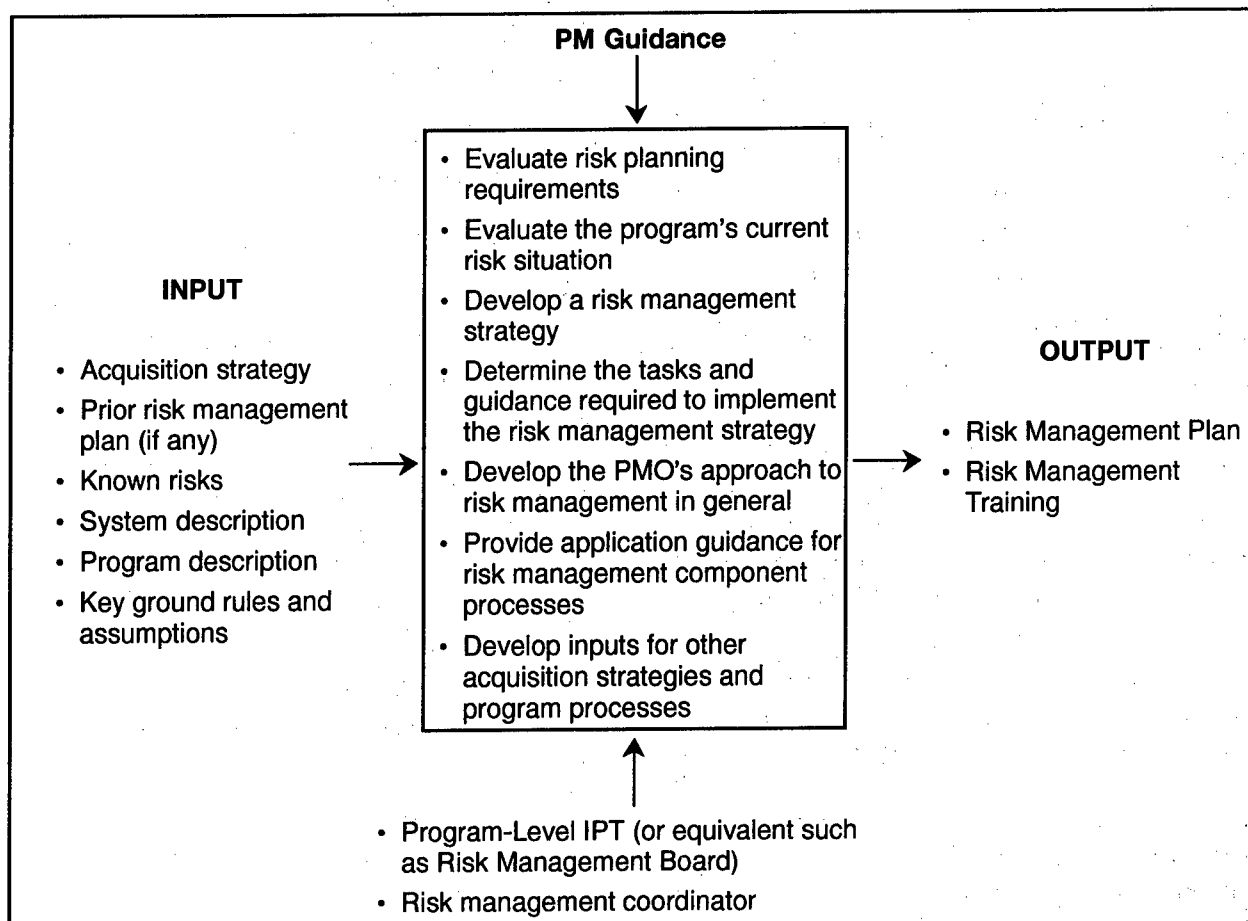 PM Guidance
INPUT
• Acquisition strategy
• Prior risk management
plan (if any)
• Known risks
• System description
• Program description
• Key ground rules and
assumptions
• Evaluate risk planning
requirements
• Evaluate the program's current
risk situation
• Develop a risk management
strategy
• Determine the tasks and
guidance required to implement
the risk management strategy
• Develop the PMO's approach to
risk management in general
• Provide application guidance for
risk management component
processes
• Develop inputs for other
acquisition strategies and
program processes
OUTPUT
• Risk Management Plan
• Risk Management
Training
• Program-Level IPT (or equivalent such
as Risk Management Board)
• Risk management coordinator